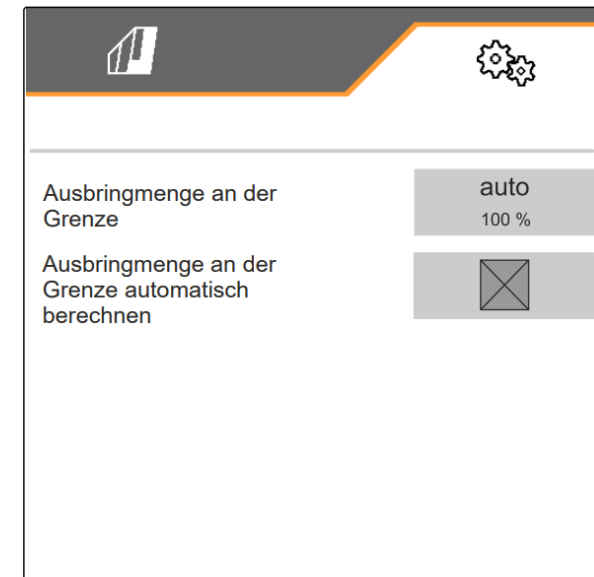 Ausbringmenge an der
Grenze
auto
100 %
Ausbringmenge an der
Grenze automatisch
berechnen